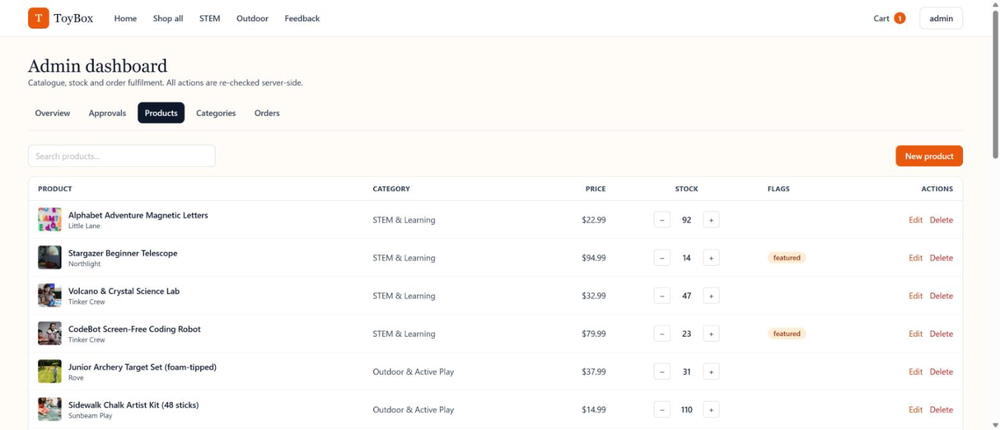 T ToyBox Home Shop all STEM Outdoor Feedback Cart 1 admin
Admin dashboard
Catalogue, stock and order fulfilment. All actions are re-checked server-side.
Overview Approvals Products Categories Orders
Search products... New product
PRODUCT CATEGORY PRICE STOCK FLAGS ACTIONS
Alphabet Adventure Magnetic Letters
Little Lane
STEM & Learning $22.99 − 92 + Edit Delete
Stargazer Beginner Telescope
Northlight
STEM & Learning $94.99 − 14 + featured Edit Delete
Volcano & Crystal Science Lab
Tinker Crew
STEM & Learning $32.99 − 47 + Edit Delete
CodeBot Screen-Free Coding Robot
Tinker Crew
STEM & Learning $79.99 − 23 + featured Edit Delete
Junior Archery Target Set (foam-tipped)
Rove
Outdoor & Active Play $37.99 − 31 + Edit Delete
Sidewalk Chalk Artist Kit (48 sticks)
Sunbeam Play
Outdoor & Active Play $14.99 − 110 + Edit Delete